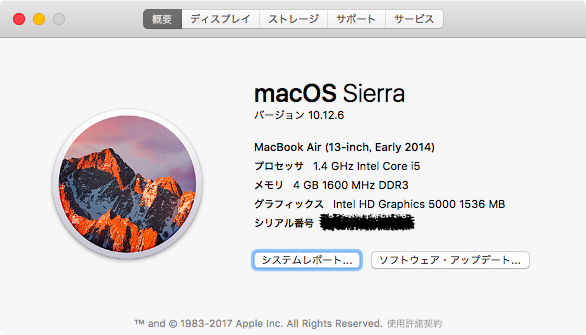 概要 ディスプレイ ストレージ サポート サービス
macOS Sierra
バージョン 10.12.6
MacBook Air (13-inch, Early 2014)
プロセッサ 1.4 GHz Intel Core i5
メモリ 4 GB 1600 MHz DDR3
グラフィックス Intel HD Graphics 5000 1536 MB
シリアル番号
システムレポート... ソフトウェア・アップデート...
™ and © 1983-2017 Apple Inc. All Rights Reserved. 使用許諾契約